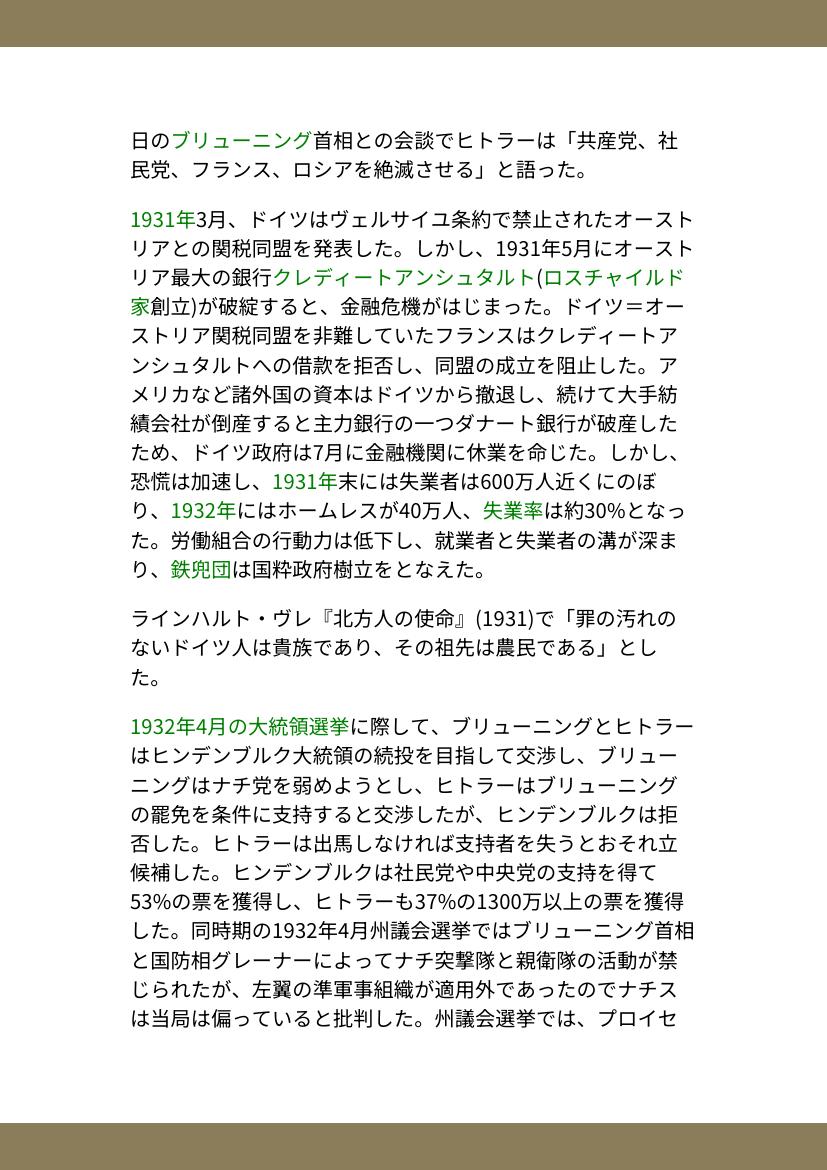 日のブリューニング首相との会談でヒトラーは「共産党、社
民党、フランス、ロシアを絶滅させる」と語った。
1931年3月、ドイツはヴェルサイユ条約で禁止されたオースト
リアとの関税同盟を発表した。しかし、1931年5月にオースト
リア最大の銀行クレディートアンシュタルト(ロスチャイルド
家創立)が破綻すると、金融危機がはじまった。ドイツ＝オー
ストリア関税同盟を非難していたフランスはクレディートア
ンシュタルトへの借款を拒否し、同盟の成立を阻止した。ア
メリカなど諸外国の資本はドイツから撤退し、続けて大手紡
績会社が倒産すると主力銀行の一つダナート銀行が破産した
ため、ドイツ政府は7月に金融機関に休業を命じた。しかし、
恐慌は加速し、1931年末には失業者は600万人近くにのぼ
り、1932年にはホームレスが40万人、失業率は約30%となっ
た。労働組合の行動力は低下し、就業者と失業者の溝が深ま
り、鉄兜団は国粋政府樹立をとなえた。
ラインハルト・ヴレ『北方人の使命』(1931)で「罪の汚れの
ないドイツ人は貴族であり、その祖先は農民である」とし
た。
1932年4月の大統領選挙に際して、ブリューニングとヒトラー
はヒンデンブルク大統領の続投を目指して交渉し、ブリュー
ニングはナチ党を弱めようとし、ヒトラーはブリューニング
の罷免を条件に支持すると交渉したが、ヒンデンブルクは拒
否した。ヒトラーは出馬しなければ支持者を失うとおそれ立
候補した。ヒンデンブルクは社民党や中央党の支持を得て
53%の票を獲得し、ヒトラーも37%の1300万以上の票を獲得
した。同時期の1932年4月州議会選挙ではブリューニング首相
と国防相グレーナーによってナチ突撃隊と親衛隊の活動が禁
じられたが、左翼の準軍事組織が適用外であったのでナチス
は当局は偏っていると批判した。州議会選挙では、プロイセ